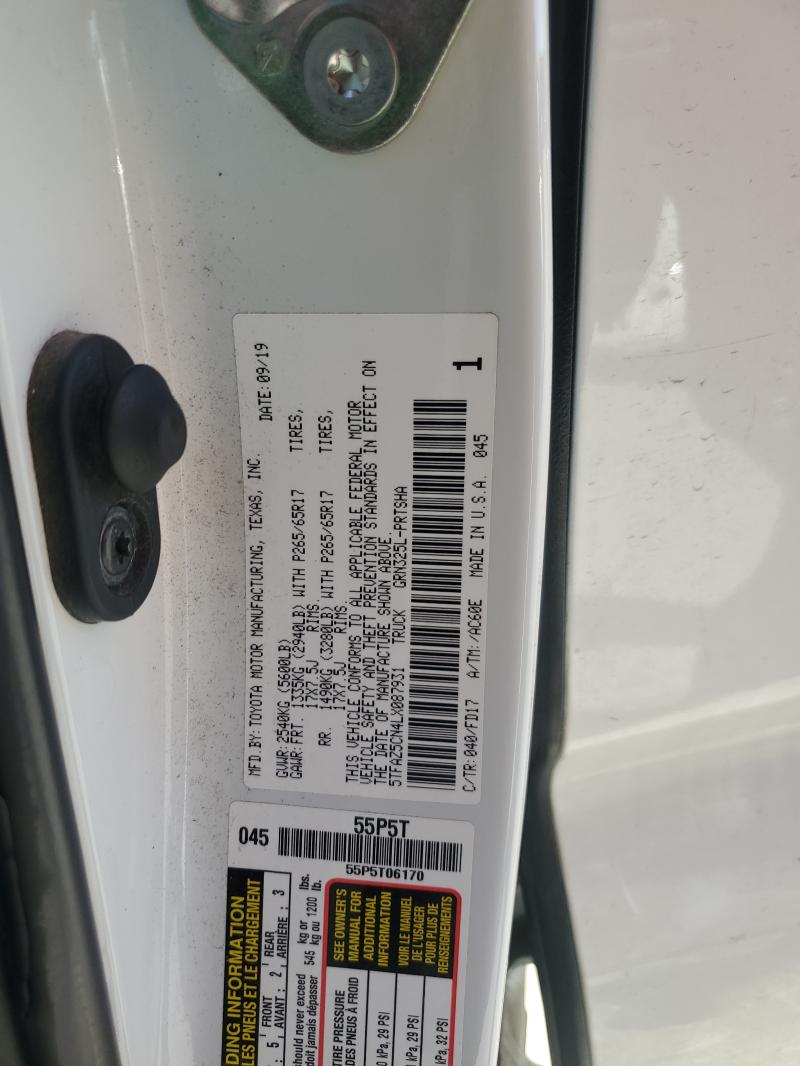 MFD.BY: TOYOTA MOTOR MANUFACTURING, TEXAS, INC. DATE: 09/19
GVWR: 2540KG (5600LB)
GAWR: FRT. 1335KG (2940LB) WITH P265/65R17 TIRES,
17X7.5J RIMS.
RR. 1490KG (3280LB) WITH P265/65R17 TIRES,
17X7.5J RIMS.
THIS VEHICLE CONFORMS TO ALL APPLICABLE FEDERAL MOTOR
VEHICLE SAFETY AND THEFT PREVENTION STANDARDS IN EFFECT ON
THE DATE OF MANUFACTURE SHOWN ABOVE.
5TFAZ5CN4LX087931 TRUCK GRN325L-PRTSHA
C/TR: 040/FD17 A/TM: /AC60E MADE IN U.S.A. 045
1
045
55P5T
55P5T06170
DING INFORMATION
LES PNEUS ET LE CHARGEMENT
: 5 FRONT : 2 REAR : 3
AVANT ARRIÈRE
should never exceed 545 kg or lbs.
doit jamais dépasser kg ou 1200 lb.
TIRE PRESSURE
DES PNEUS À FROID
SEE OWNER'S
MANUAL FOR
ADDITIONAL
INFORMATION
VOIR LE MANUEL
DE L'USAGER
POUR PLUS DE
RENSEIGNEMENTS
0 kPa, 29 PSI
kPa, 29 PSI
kPa, 32 PSI